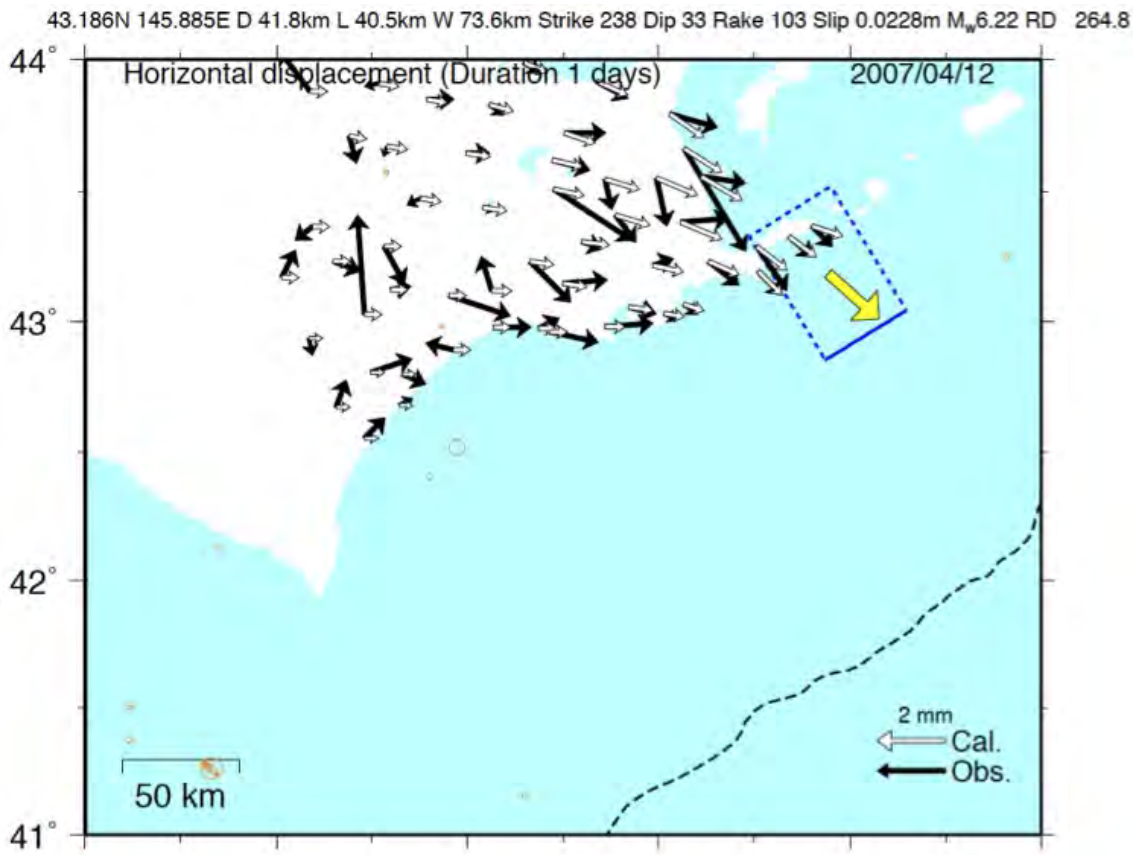 43.186N 145.885E D 41.8km L 40.5km W 73.6km Strike 238 Dip 33 Rake 103 Slip 0.0228m Mw6.22 RD 264.8
Horizontal displacement (Duration 1 days) 2007/04/12
44°
43°
42°
41°
2 mm
Cal.
Obs.
50 km